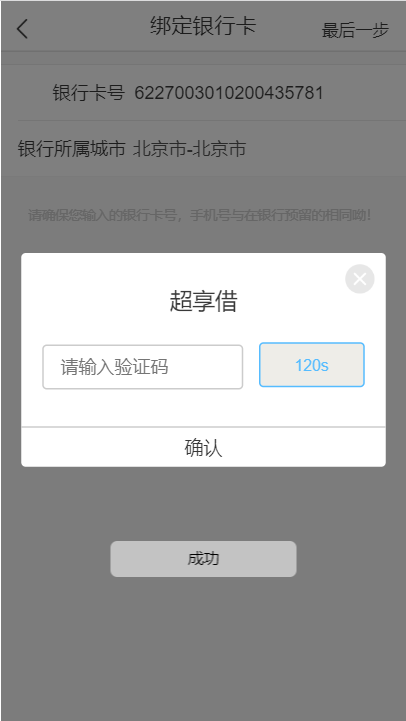 绑定银行卡 最后一步
银行卡号 6227003010200435781
银行所属城市 北京市-北京市
请确保您输入的银行卡号，手机号与在银行预留的相同呦！
超享借
请输入验证码 120s
确认
成功